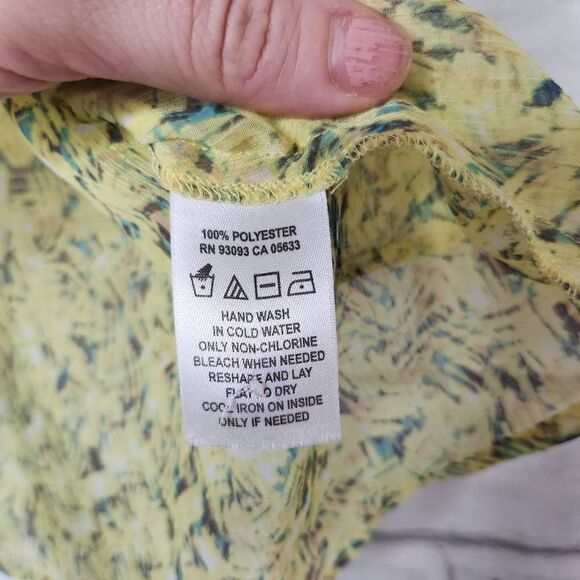 100% POLYESTER
RN 93093 CA 05633
HAND WASH
IN COLD WATER
ONLY NON-CHLORINE
BLEACH WHEN NEEDED
RESHAPE AND LAY
FLAT TO DRY
COOL IRON ON INSIDE
ONLY IF NEEDED